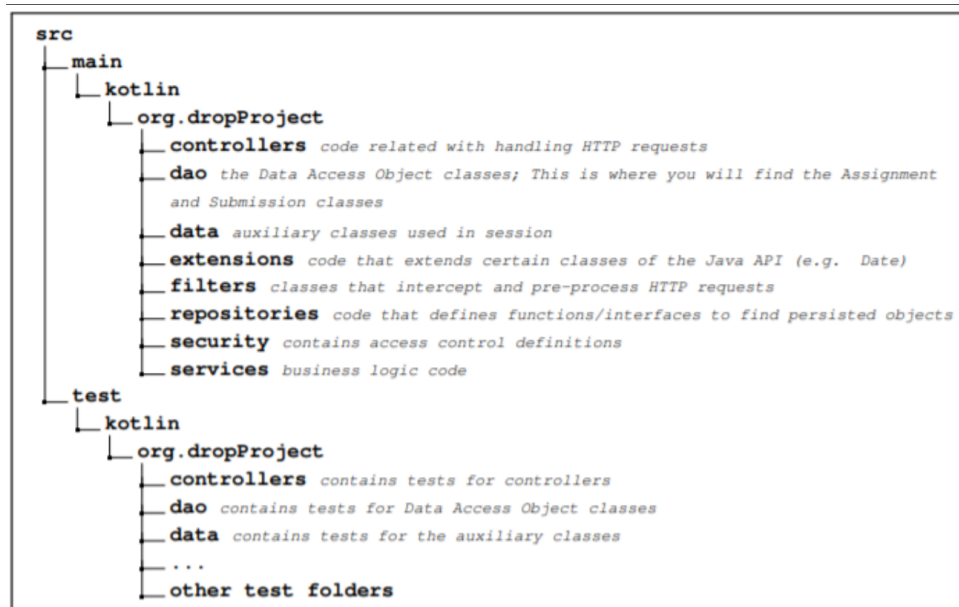 src
main
kotlin
org.dropProject
controllers code related with handling HTTP requests
dao the Data Access Object classes; This is where you will find the Assignment
and Submission classes
data auxiliary classes used in session
extensions code that extends certain classes of the Java API (e.g. Date)
filters classes that intercept and pre-process HTTP requests
repositories code that defines functions/interfaces to find persisted objects
security contains access control definitions
services business logic code
test
kotlin
org.dropProject
controllers contains tests for controllers
dao contains tests for Data Access Object classes
data contains tests for the auxiliary classes
...
other test folders